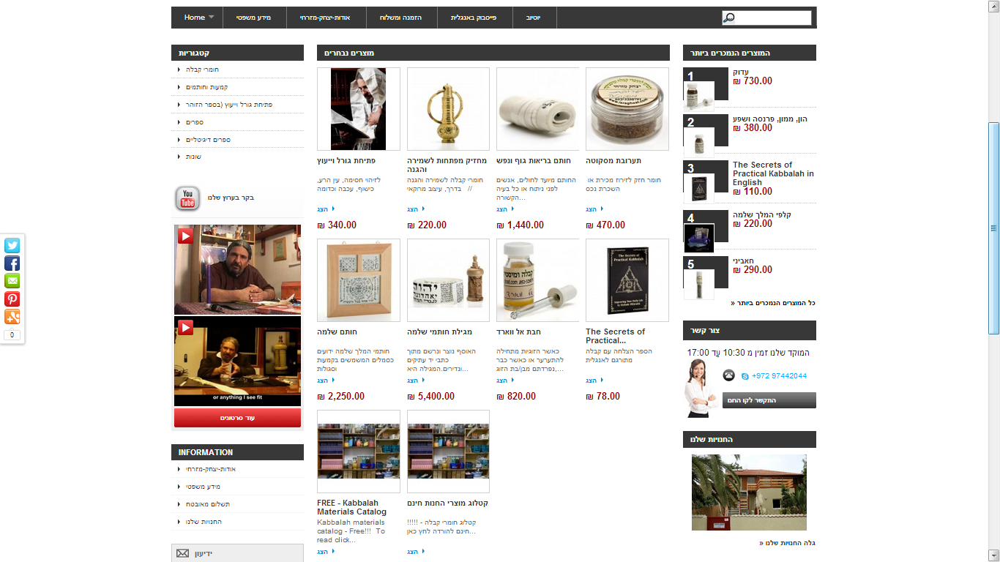 Home
מידע משפטי
אודות-יצחק-מזרחי
הזמנה ומשלוח
פייסבוק באנגלית
יוטיוב
קטגוריות
חומרי קבלה
קמעות וחותמים
פתיחת גורל וייעוץ (בספר הזוהר
ספרים
ספרים דיגיטליים
שונות
You
Tube
בקר בערוץ שלנו
or anything I see fit
עוד סרטונים
INFORMATION
אודות-יצחק-מזרחי
מידע משפטי
תשלום מאובטח
החנויות שלנו
ידיעון
0
מוצרים נבחרים
פתיחת גורל וייעוץ
לזיהוי חסימה, עין הרע,
כישוף, עכבה וכדומה
הצג
₪ 340.00
מחזיק מפתחות לשמירה
והגנה
חומרי קבלה לשמירה והגנה
בדרך, עיצוב מרוקאי //
הצג
₪ 220.00
חותם בריאות גוף ונפש
החותם מיועד לחולים, אנשים
לפני ניתוח או כל בעיה
הקשורה...
הצג
₪ 1,440.00
תערובת מסקוטה
חומר חזק לזירוז מכירת או
השכרת נכס
הצג
₪ 470.00
חותם שלמה
חותמי המלך שלמה ידועים
כסמלים המשמשים בקמעות
וסגולות
הצג
₪ 2,250.00
מגילת חותמי שלמה
האוסף נוצר ונרשם מתוך
כתבי יד עתיקים
ונדירים.המגילה היא...
הצג
₪ 5,400.00
חבת אל ווארד
כאשר הזוגיות מתחילה
להתערער או כאשר כבר
נפרדתם מבן/בת הזוג,...
הצג
₪ 820.00
The Secrets of
Practical Kabbalah
The Secrets of
Practical...
הספר הצלחה עם קבלה
מתורגם לאנגלית
הצג
₪ 78.00
FREE - Kabbalah
Materials Catalog
Kabbalah materials
catalog - Free!!! To
read click...
הצג
קטלוג מוצרי החנות חינם
קטלוג חומרי קבלה - !!!!!
חינם להורדה לחץ כאן...
הצג
המוצרים הנמכרים ביותר
1
עדוק
₪ 730.00
2
הון, ממון, פרנסה ושפע
₪ 380.00
3
The Secrets of
Practical Kabbalah in
English
₪ 110.00
4
קלפי המלך שלמה
₪ 220.00
5
חאביני
₪ 290.00
כל המוצרים הנמכרים ביותר »
צור קשר
המוקד שלנו זמין מ 10:30 עַד 17:00
+972 97442044
התקשר לקו החם
החנויות שלנו
גלה החנויות שלנו »